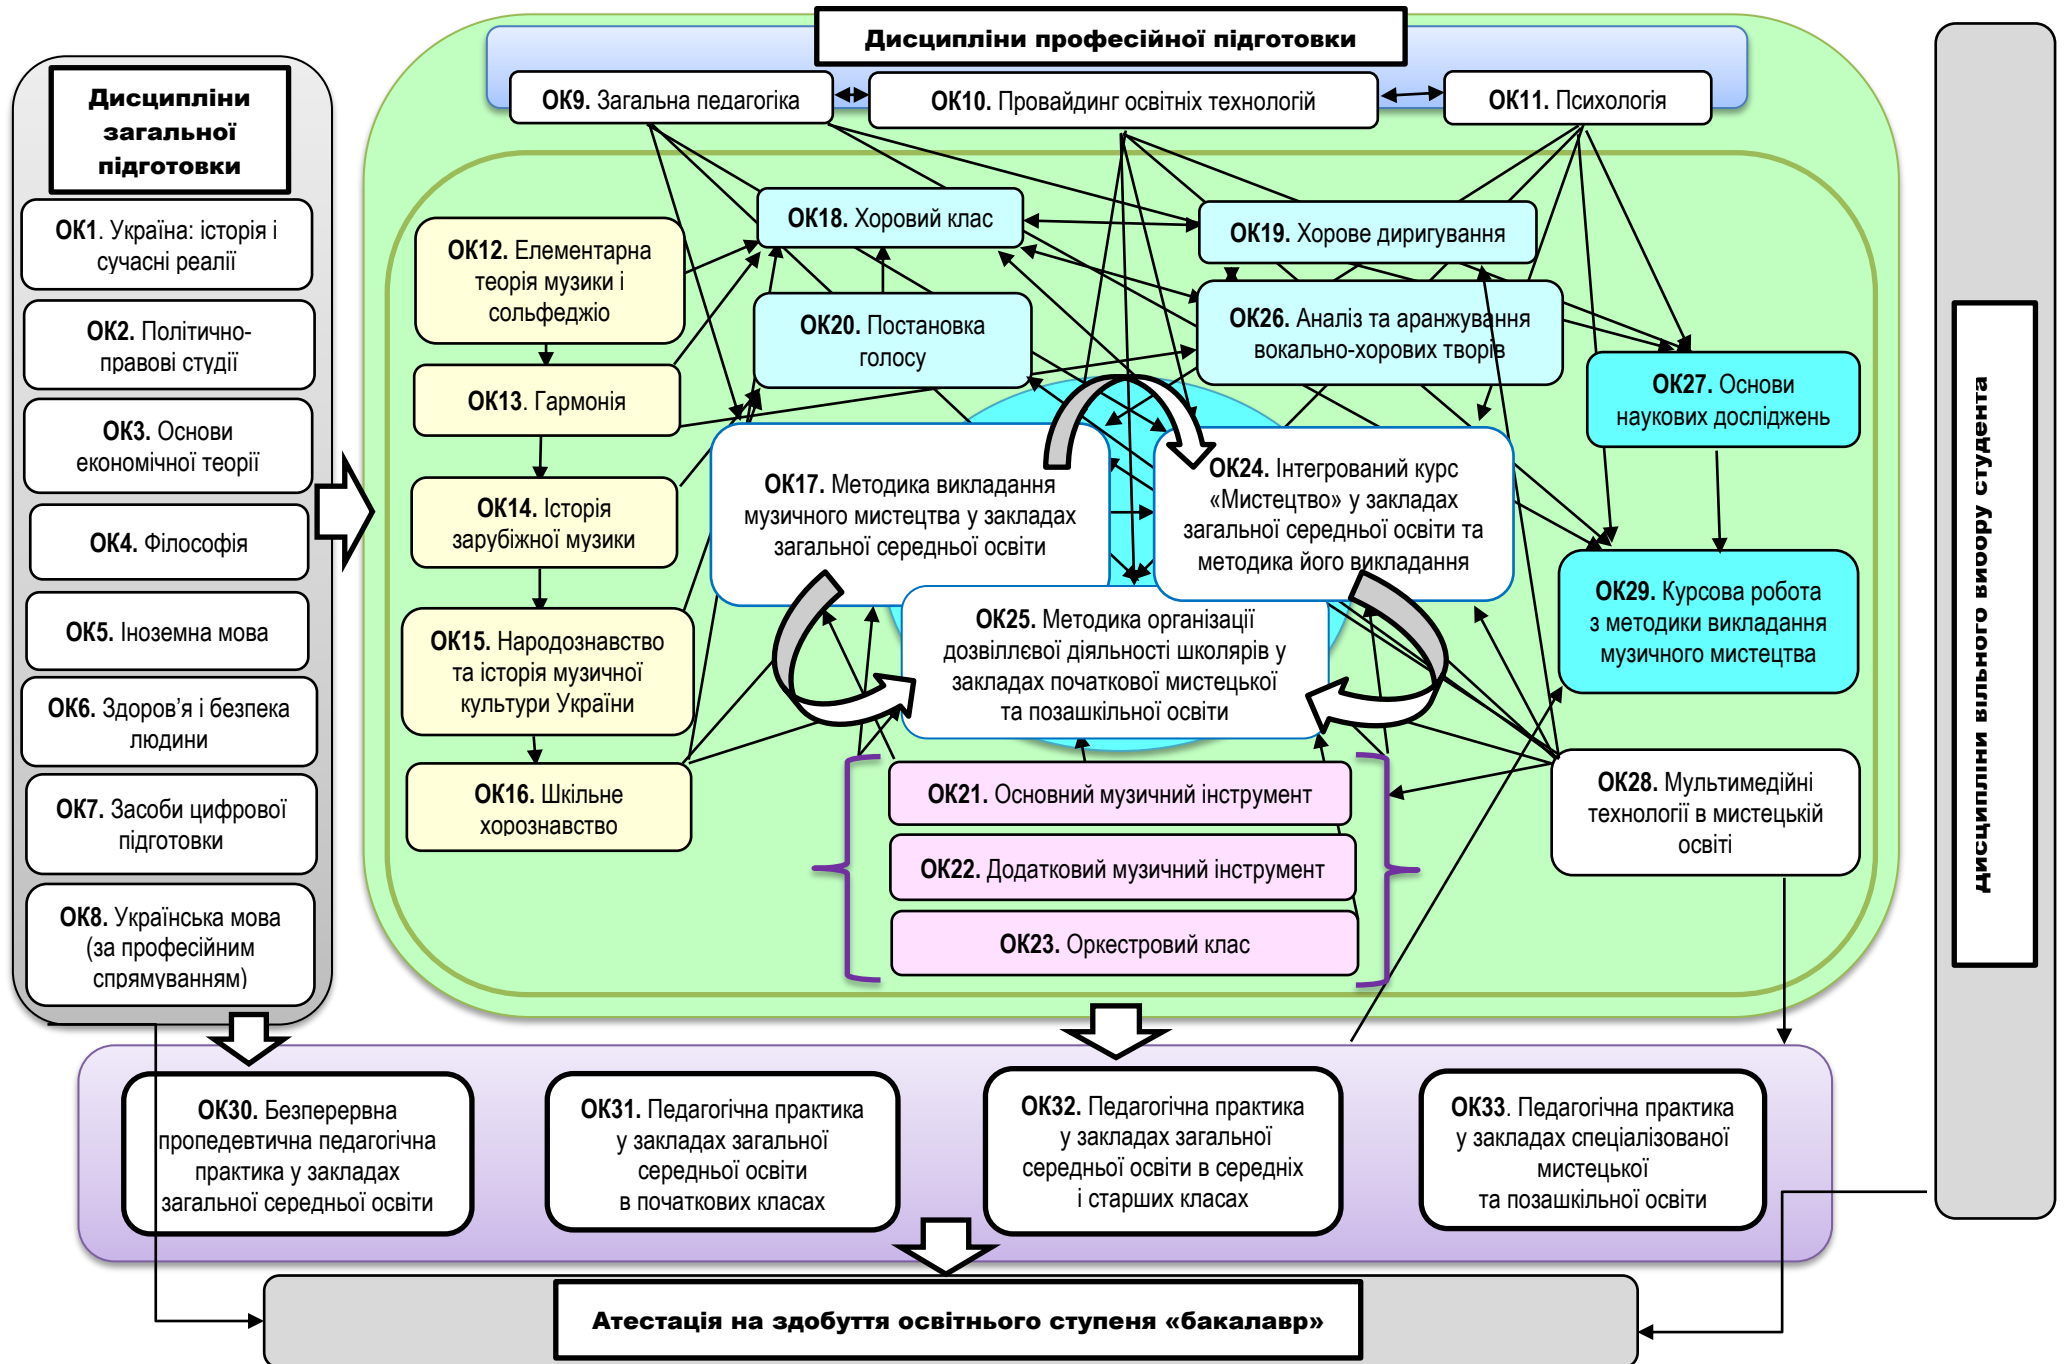 Дисципліни професійної підготовки
Дисципліни
загальної
підготовки
ОК1. Україна: історія і
сучасні реалії
ОК2. Політично-
правові студії
ОК3. Основи
економічної теорії
ОК4. Філософія
ОК5. Іноземна мова
ОК6. Здоров’я і безпека
людини
ОК7. Засоби цифрової
підготовки
ОК8. Українська мова
(за професійним
спрямуванням)
ОК9. Загальна педагогіка
ОК10. Провайдинг освітніх технологій
ОК11. Психологія
ОК12. Елементарна
теорія музики і
сольфеджіо
ОК13. Гармонія
ОК14. Історія
зарубіжної музики
ОК15. Народознавство
та історія музичної
культури України
ОК16. Шкільне
хорознавство
ОК18. Хоровий клас
ОК19. Хорове диригування
ОК20. Постановка
голосу
ОК26. Аналіз та аранжування
вокально-хорових творів
ОК17. Методика викладання
музичного мистецтва у закладах
загальної середньої освіти
ОК24. Інтегрований курс
«Мистецтво» у закладах
загальної середньої освіти та
методика його викладання
ОК25. Методика організації
дозвіллєвої діяльності школярів у
закладах початкової мистецької
та позашкільної освіти
ОК21. Основний музичний інструмент
ОК22. Додатковий музичний інструмент
ОК23. Оркестровий клас
ОК27. Основи
наукових досліджень
ОК29. Курсова робота
з методики викладання
музичного мистецтва
ОК28. Мультимедійні
технології в мистецькій
освіті
Дисципліни вільного вибору студента
ОК30. Безперервна
пропедевтична педагогічна
практика у закладах
загальної середньої освіти
ОК31. Педагогічна практика
у закладах загальної
середньої освіти
в початкових класах
ОК32. Педагогічна практика
у закладах загальної
середньої освіти в середніх
і старших класах
ОК33. Педагогічна практика
у закладах спеціалізованої
мистецької
та позашкільної освіти
Атестація на здобуття освітнього ступеня «бакалавр»